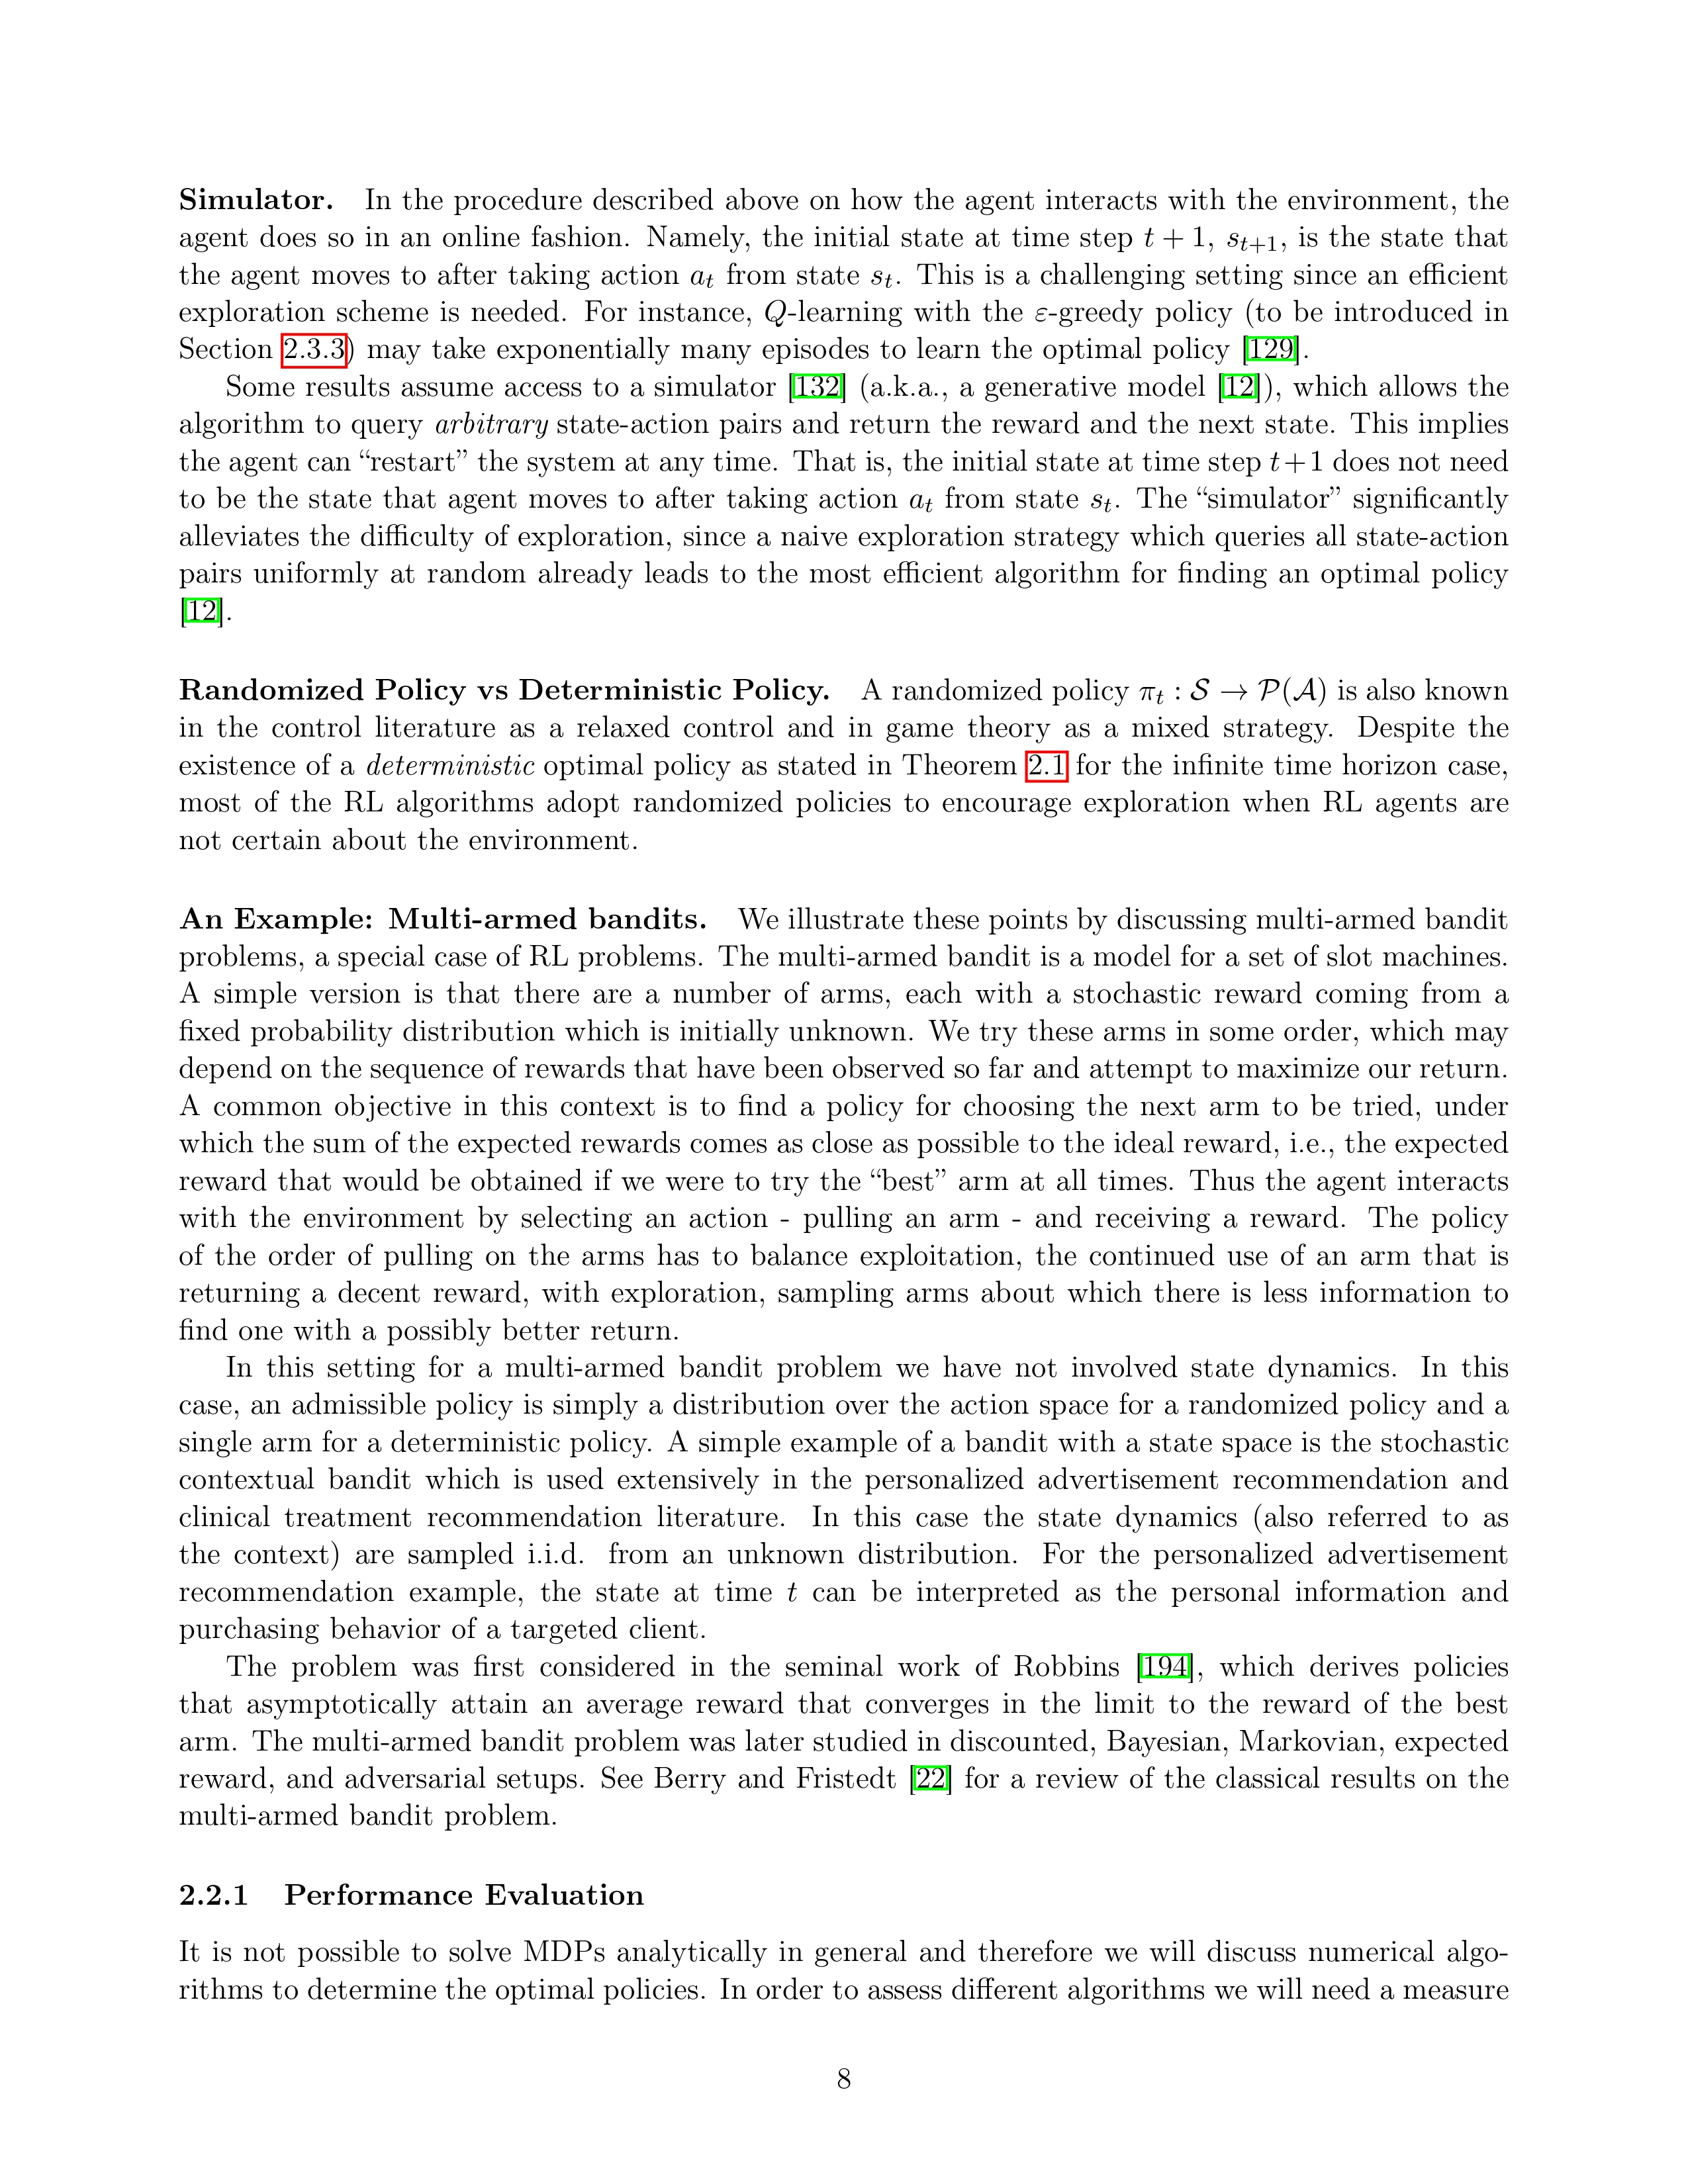 Simulator. In the procedure described above on how the agent interacts with the environment, the
agent does so in an online fashion. Namely, the initial state at time step t + 1, s_{t+1}, is the state that
the agent moves to after taking action a_t from state s_t. This is a challenging setting since an efficient
exploration scheme is needed. For instance, Q-learning with the ε-greedy policy (to be introduced in
Section 2.3.3) may take exponentially many episodes to learn the optimal policy [129].
Some results assume access to a simulator [132] (a.k.a., a generative model [12]), which allows the
algorithm to query arbitrary state-action pairs and return the reward and the next state. This implies
the agent can “restart” the system at any time. That is, the initial state at time step t+1 does not need
to be the state that agent moves to after taking action a_t from state s_t. The “simulator” significantly
alleviates the difficulty of exploration, since a naive exploration strategy which queries all state-action
pairs uniformly at random already leads to the most efficient algorithm for finding an optimal policy
[12].
Randomized Policy vs Deterministic Policy. A randomized policy π_t : S → P(A) is also known
in the control literature as a relaxed control and in game theory as a mixed strategy. Despite the
existence of a deterministic optimal policy as stated in Theorem 2.1 for the infinite time horizon case,
most of the RL algorithms adopt randomized policies to encourage exploration when RL agents are
not certain about the environment.
An Example: Multi-armed bandits. We illustrate these points by discussing multi-armed bandit
problems, a special case of RL problems. The multi-armed bandit is a model for a set of slot machines.
A simple version is that there are a number of arms, each with a stochastic reward coming from a
fixed probability distribution which is initially unknown. We try these arms in some order, which may
depend on the sequence of rewards that have been observed so far and attempt to maximize our return.
A common objective in this context is to find a policy for choosing the next arm to be tried, under
which the sum of the expected rewards comes as close as possible to the ideal reward, i.e., the expected
reward that would be obtained if we were to try the “best” arm at all times. Thus the agent interacts
with the environment by selecting an action - pulling an arm - and receiving a reward. The policy
of the order of pulling on the arms has to balance exploitation, the continued use of an arm that is
returning a decent reward, with exploration, sampling arms about which there is less information to
find one with a possibly better return.
In this setting for a multi-armed bandit problem we have not involved state dynamics. In this
case, an admissible policy is simply a distribution over the action space for a randomized policy and a
single arm for a deterministic policy. A simple example of a bandit with a state space is the stochastic
contextual bandit which is used extensively in the personalized advertisement recommendation and
clinical treatment recommendation literature. In this case the state dynamics (also referred to as
the context) are sampled i.i.d. from an unknown distribution. For the personalized advertisement
recommendation example, the state at time t can be interpreted as the personal information and
purchasing behavior of a targeted client.
The problem was first considered in the seminal work of Robbins [194], which derives policies
that asymptotically attain an average reward that converges in the limit to the reward of the best
arm. The multi-armed bandit problem was later studied in discounted, Bayesian, Markovian, expected
reward, and adversarial setups. See Berry and Fristedt [22] for a review of the classical results on the
multi-armed bandit problem.
2.2.1 Performance Evaluation
It is not possible to solve MDPs analytically in general and therefore we will discuss numerical algo-
rithms to determine the optimal policies. In order to assess different algorithms we will need a measure
8